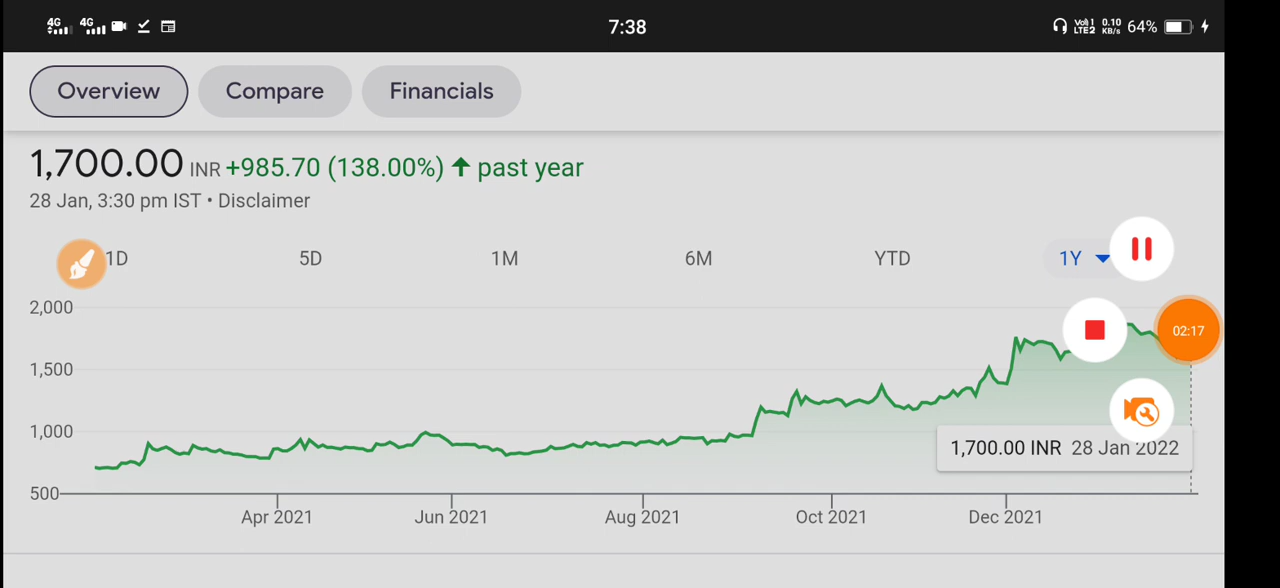 4G 4G 7:38 Vol) 1 LTE2 0.10 KB/s 64%
Overview Compare Financials
1,700.00 INR +985.70 (138.00%) past year
28 Jan, 3:30 pm IST • Disclaimer
1D 5D 1M 6M YTD 1Y
2,000
02:17
1,500
1,000
1,700.00 INR 28 Jan 2022
500
Apr 2021 Jun 2021 Aug 2021 Oct 2021 Dec 2021